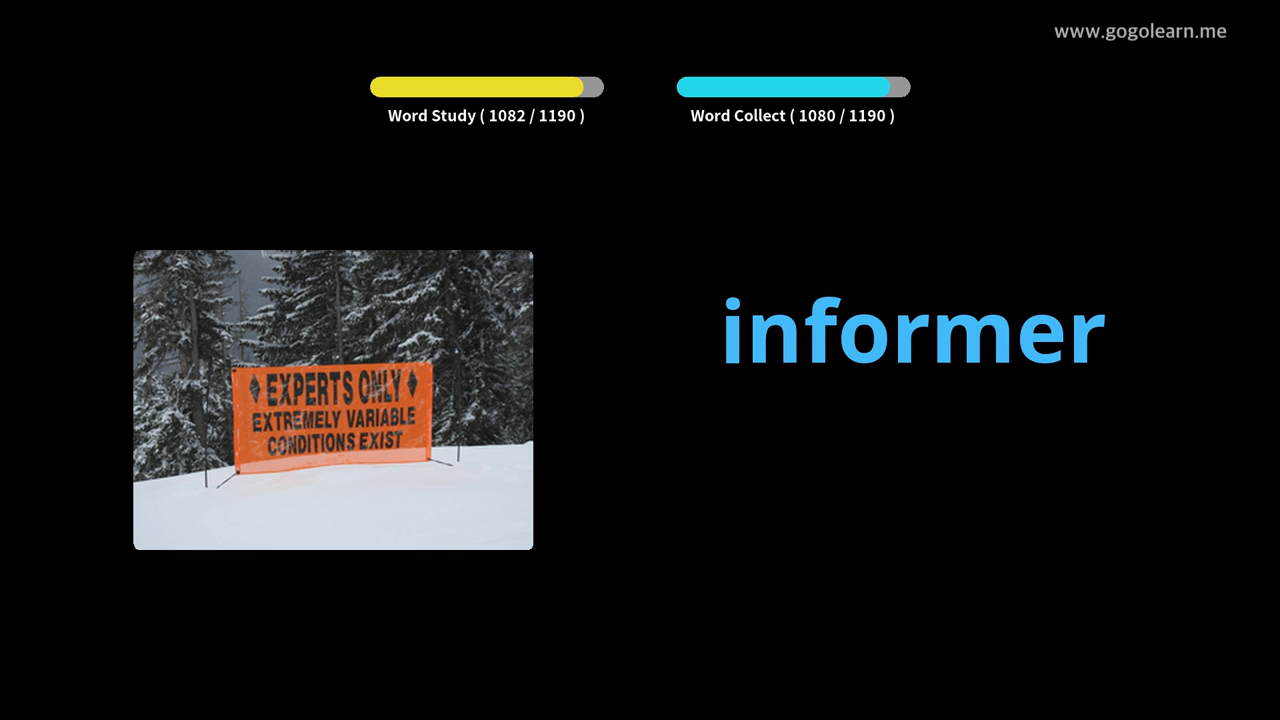 www.gogolearn.me
Word Study ( 1082 / 1190 )
Word Collect ( 1080 / 1190 )
EXPERTS ONLY
EXTREMELY VARIABLE
CONDITIONS EXIST
informer